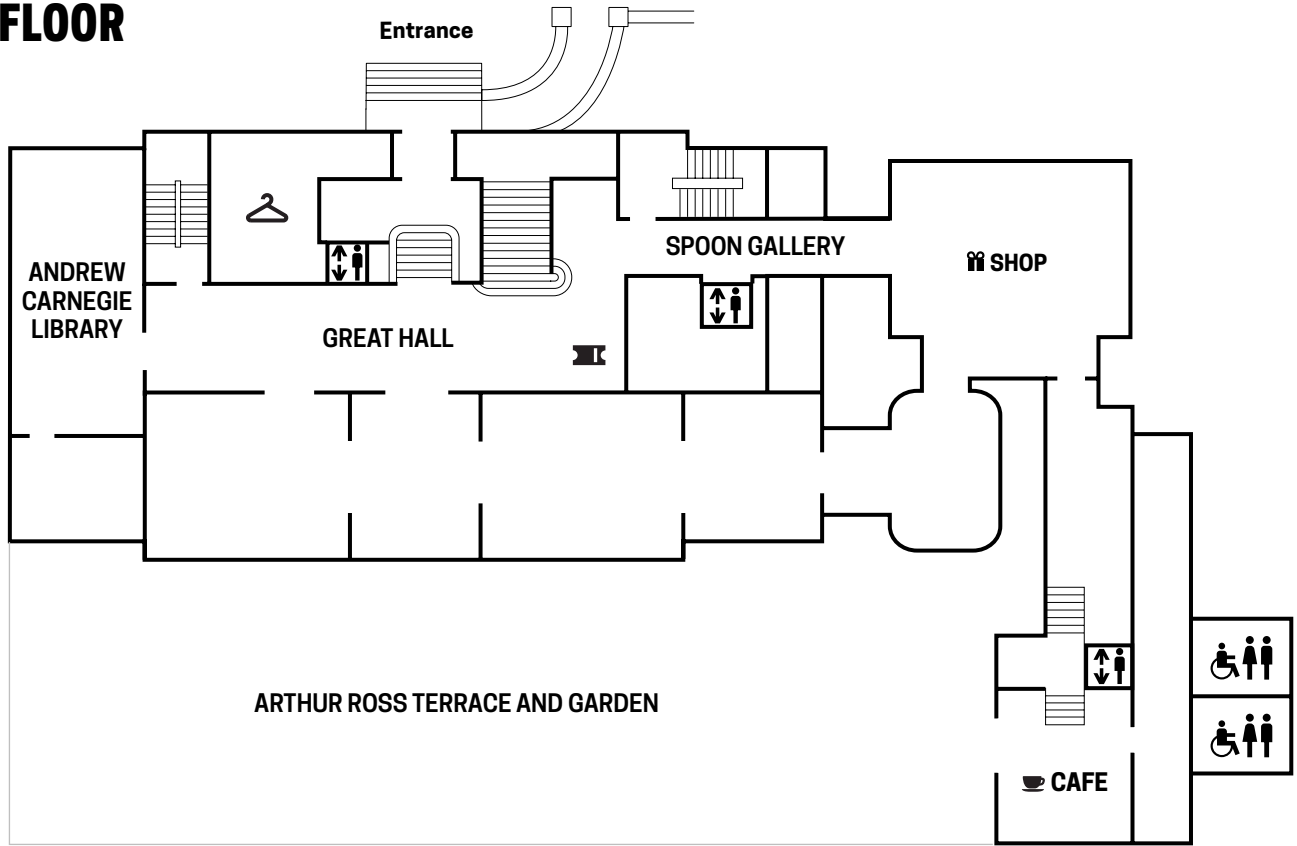 FLOOR
Entrance
SPOON GALLERY
SHOP
ANDREW
CARNEGIE
LIBRARY
GREAT HALL
ARTHUR ROSS TERRACE AND GARDEN
CAFE